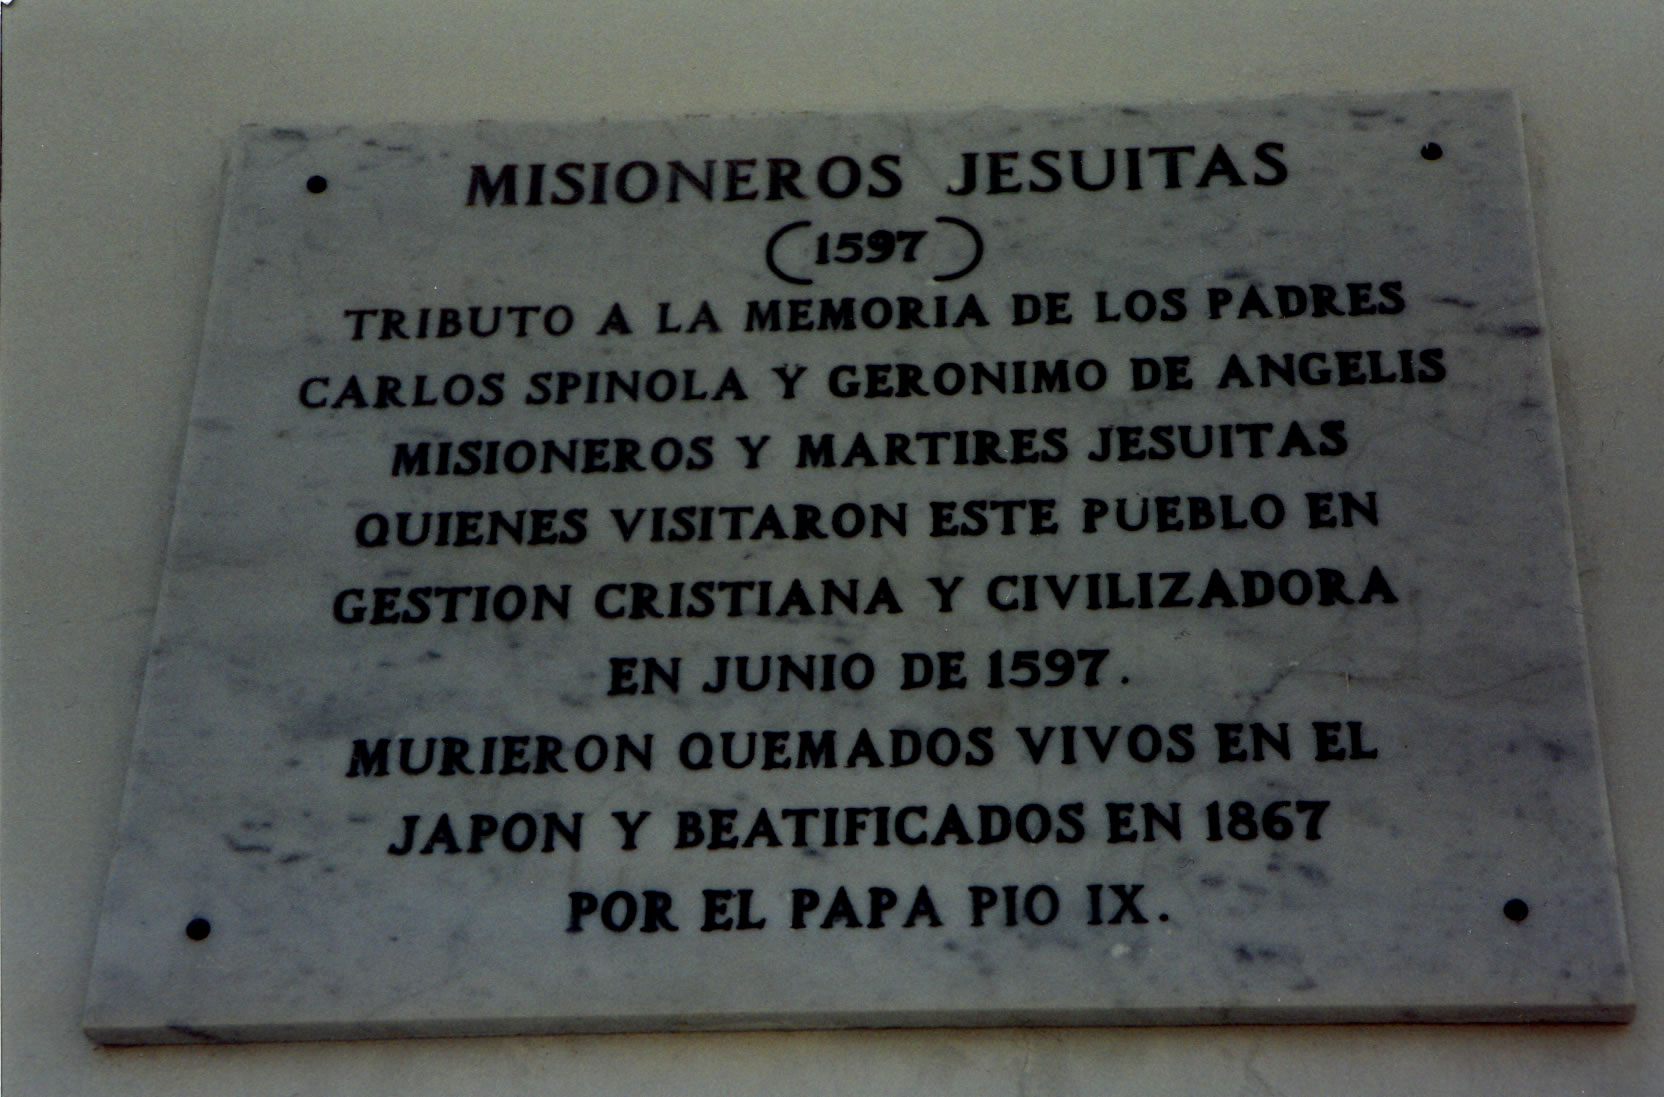 MISIONEROS JESUITAS
(1597)
TRIBUTO A LA MEMORIA DE LOS PADRES
CARLOS SPINOLA Y GERONIMO DE ANGELIS
MISIONEROS Y MARTIRES JESUITAS
QUIENES VISITARON ESTE PUEBLO EN
GESTION CRISTIANA Y CIVILIZADORA
EN JUNIO DE 1597.
MURIERON QUEMADOS VIVOS EN EL
JAPON Y BEATIFICADOS EN 1867
POR EL PAPA PIO IX.